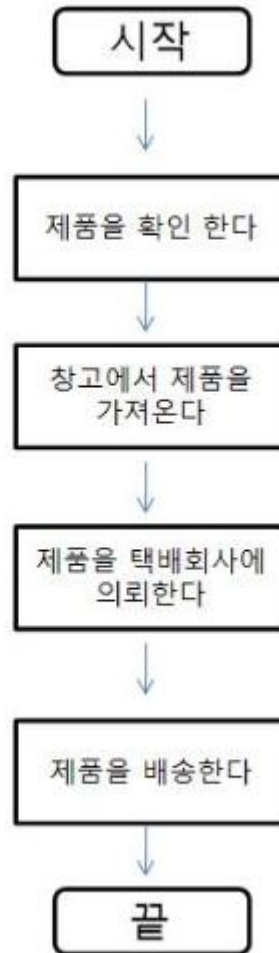 시작
제품을 확인 한다
창고에서 제품을
가져온다
제품을 택배회사에
의뢰한다
제품을 배송한다
끝